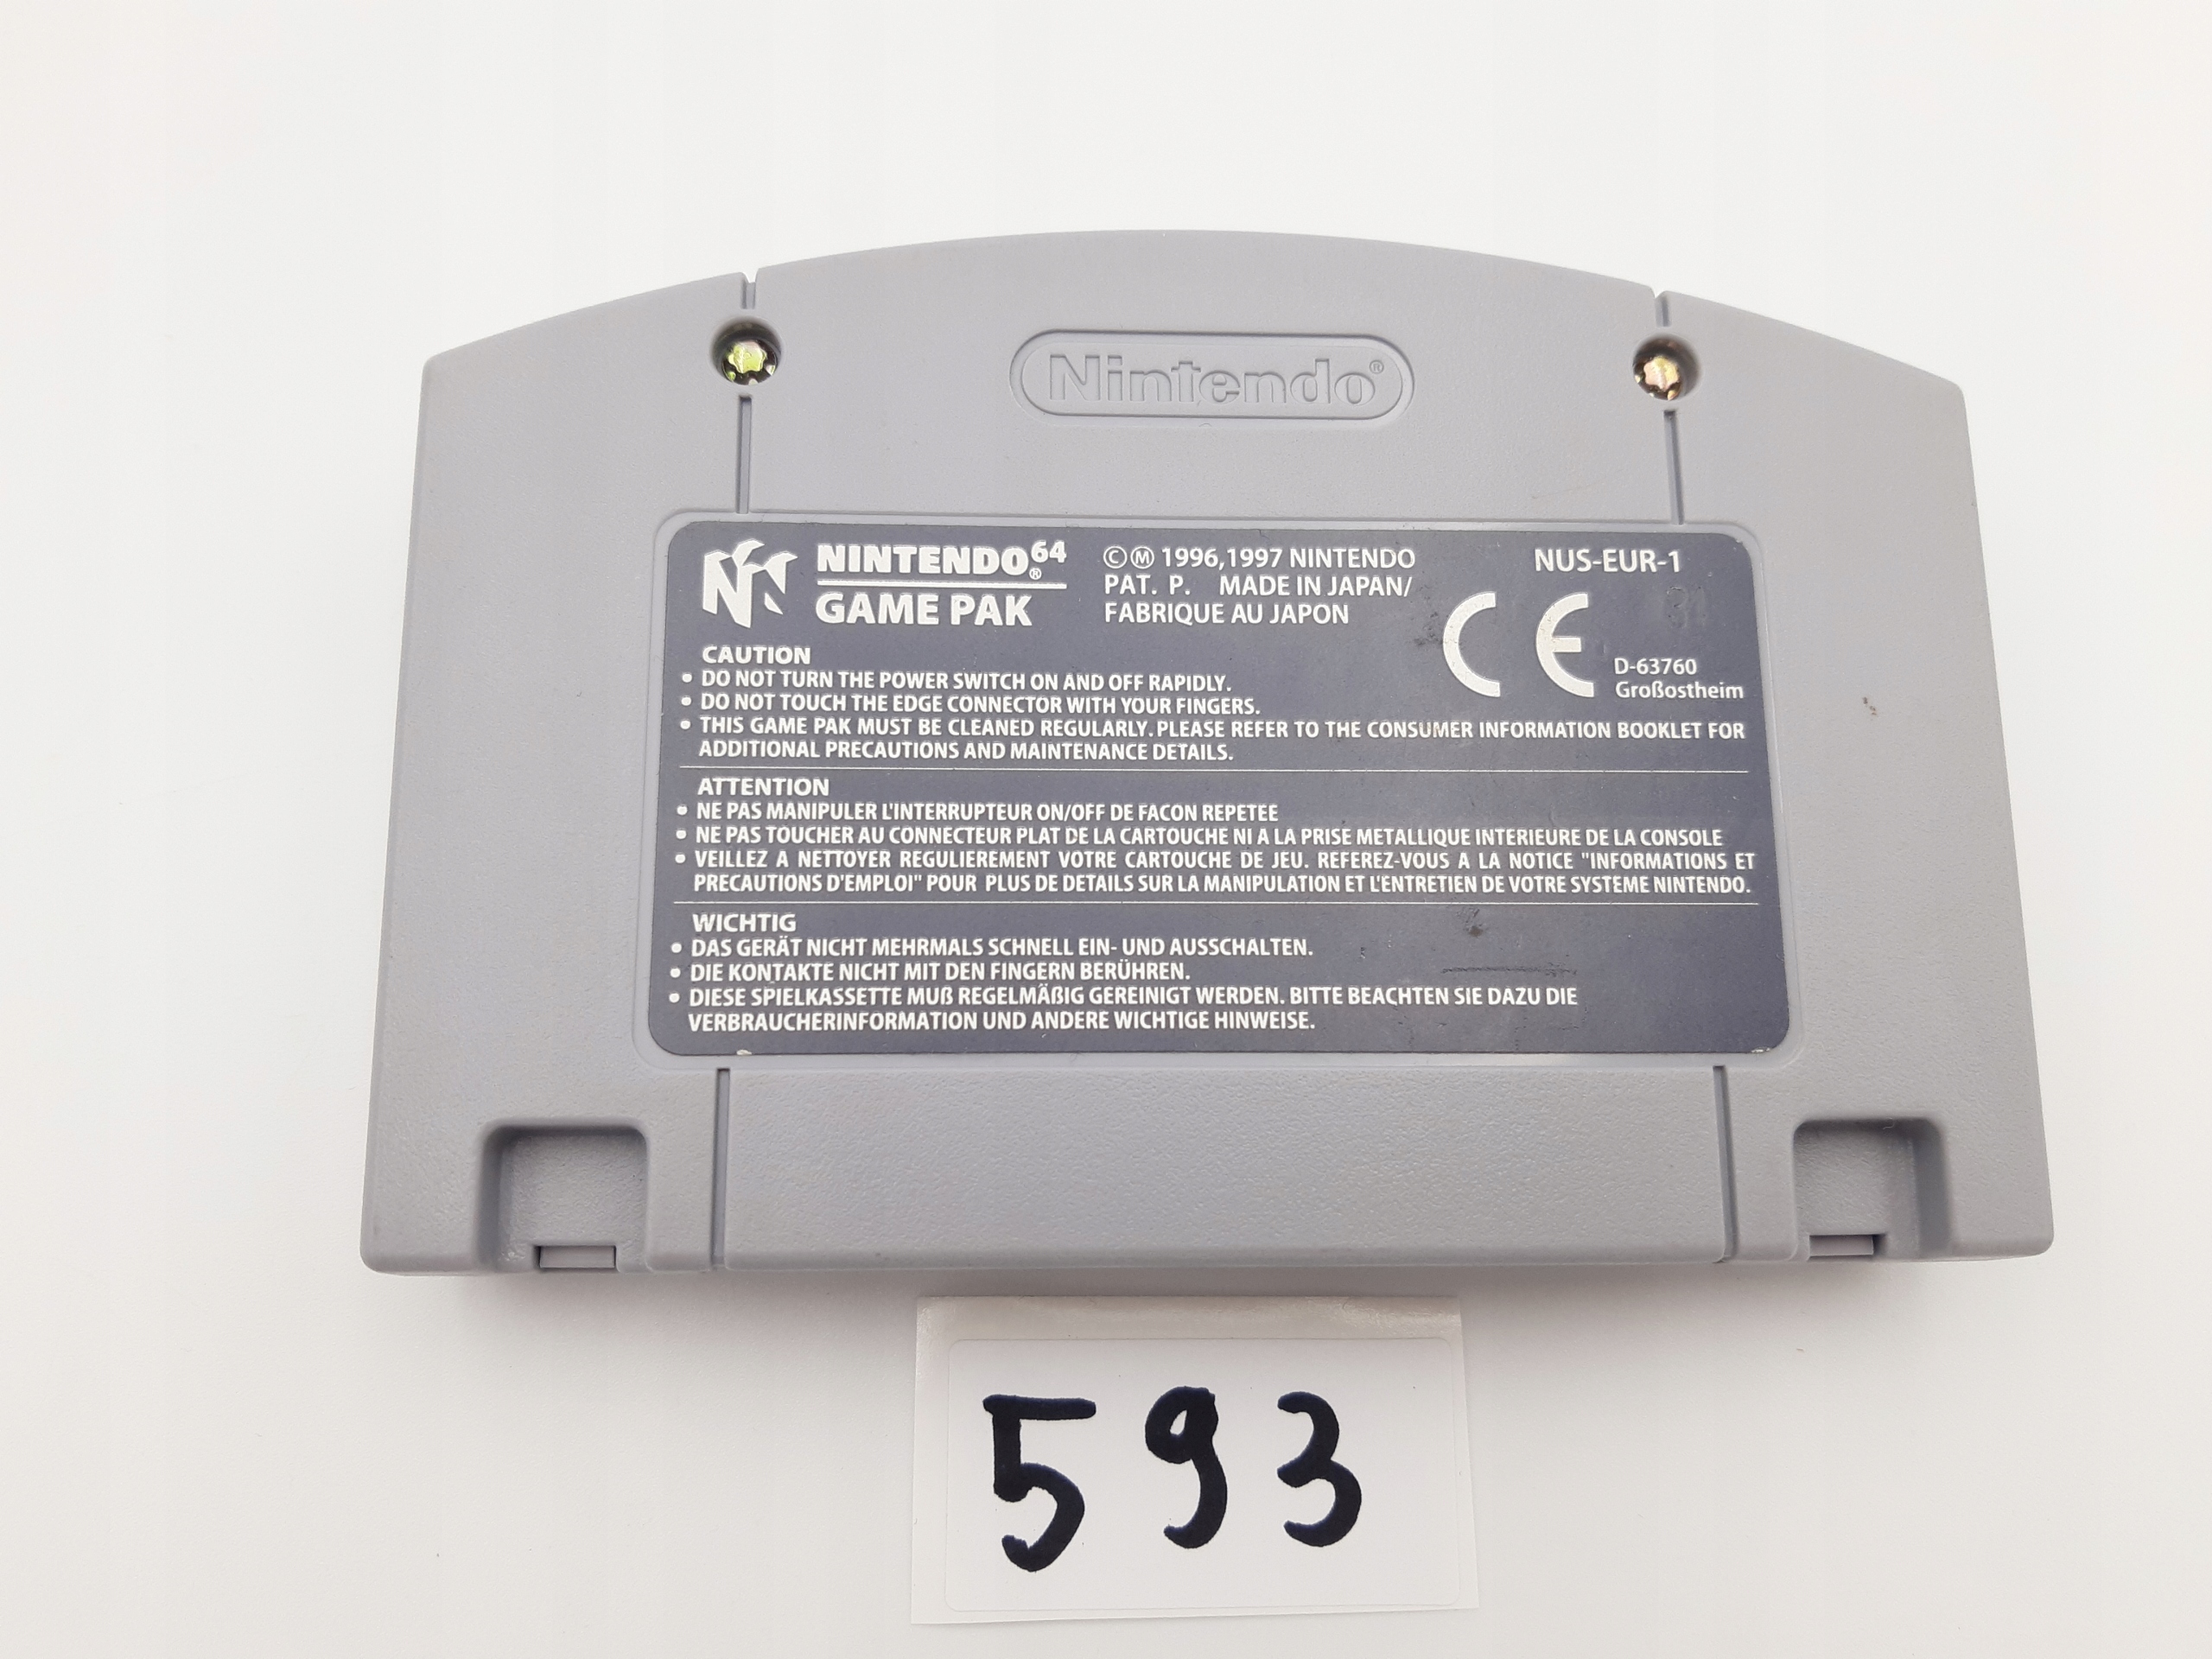 Nintendo®
NINTENDO64®
GAME PAK
©Ⓜ 1996,1997 NINTENDO
PAT. P. MADE IN JAPAN/
FABRIQUE AU JAPON
NUS-EUR-1
CE
D-63760
Großostheim
CAUTION
• DO NOT TURN THE POWER SWITCH ON AND OFF RAPIDLY.
• DO NOT TOUCH THE EDGE CONNECTOR WITH YOUR FINGERS.
• THIS GAME PAK MUST BE CLEANED REGULARLY. PLEASE REFER TO THE CONSUMER INFORMATION BOOKLET FOR
ADDITIONAL PRECAUTIONS AND MAINTENANCE DETAILS.
ATTENTION
• NE PAS MANIPULER L'INTERRUPTEUR ON/OFF DE FACON REPETEE
• NE PAS TOUCHER AU CONNECTEUR PLAT DE LA CARTOUCHE NI A LA PRISE METALLIQUE INTERIEURE DE LA CONSOLE
• VEILLEZ A NETTOYER REGULIEREMENT VOTRE CARTOUCHE DE JEU. REFEREZ-VOUS A LA NOTICE "INFORMATIONS ET
PRECAUTIONS D'EMPLOI" POUR PLUS DE DETAILS SUR LA MANIPULATION ET L'ENTRETIEN DE VOTRE SYSTEME NINTENDO.
WICHTIG
• DAS GERÄT NICHT MEHRMALS SCHNELL EIN- UND AUSSCHALTEN.
• DIE KONTAKTE NICHT MIT DEN FINGERN BERÜHREN.
• DIESE SPIELKASSETTE MUß REGELMÄßIG GEREINIGT WERDEN. BITTE BEACHTEN SIE DAZU DIE
VERBRAUCHERINFORMATION UND ANDERE WICHTIGE HINWEISE.
593